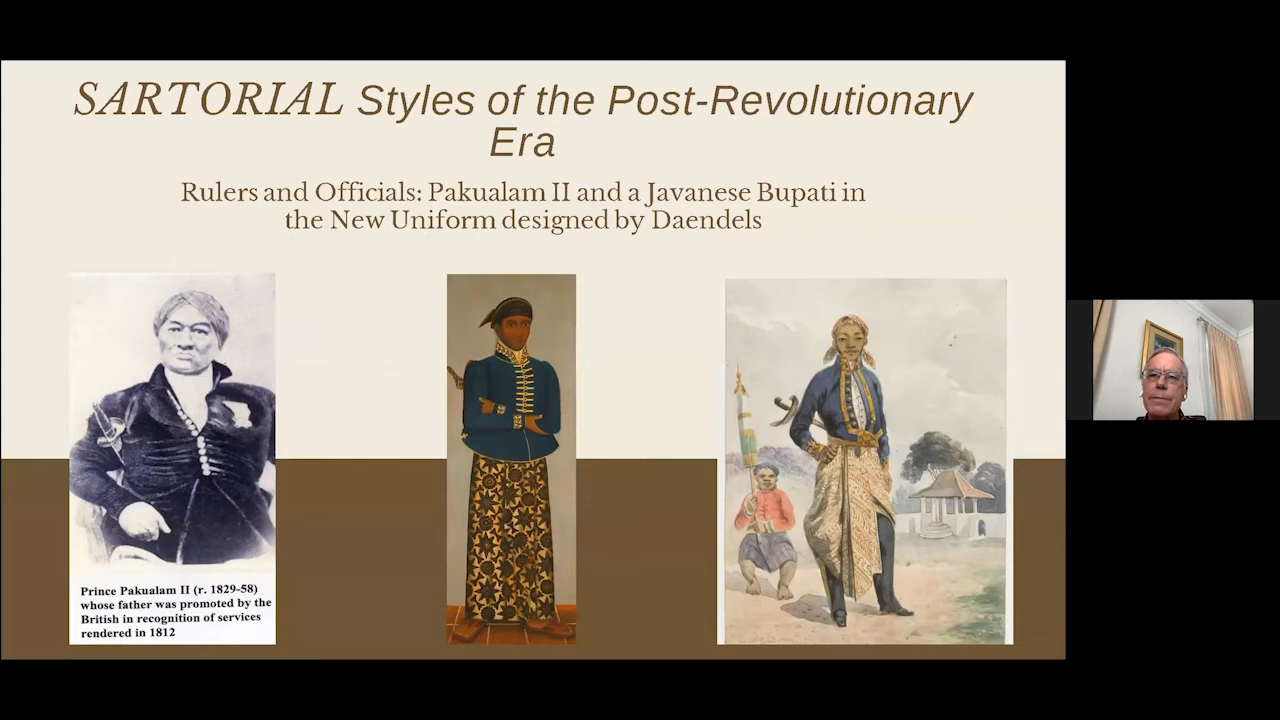 SARTORIAL Styles of the Post-Revolutionary
Era
Rulers and Officials: Pakualam II and a Javanese Bupati in
the New Uniform designed by Daendels
Prince Pakualam II (r. 1829-58)
whose father was promoted by the
British in recognition of services
rendered in 1812